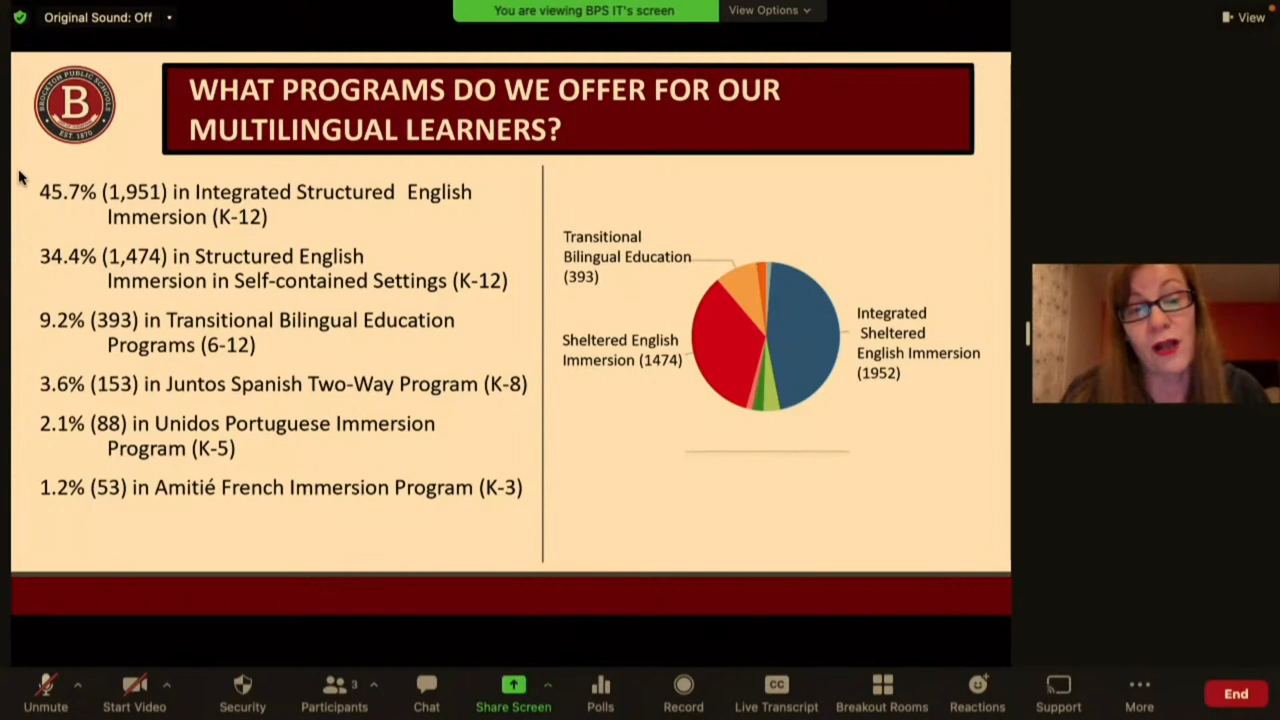 Original Sound: Off
You are viewing BPS IT's screen
View Options
View
BROCKTON PUBLIC SCHOOLS
B
EST. 1870
WHAT PROGRAMS DO WE OFFER FOR OUR
MULTILINGUAL LEARNERS?
45.7% (1,951) in Integrated Structured English
Immersion (K-12)
34.4% (1,474) in Structured English
Immersion in Self-contained Settings (K-12)
9.2% (393) in Transitional Bilingual Education
Programs (6-12)
3.6% (153) in Juntos Spanish Two-Way Program (K-8)
2.1% (88) in Unidos Portuguese Immersion
Program (K-5)
1.2% (53) in Amitié French Immersion Program (K-3)
Transitional
Bilingual Education
(393)
Sheltered English
Immersion (1474)
Integrated
Sheltered
English Immersion
(1952)
Unmute
Start Video
Security
3
Participants
Chat
Share Screen
Polls
Record
CC
Live Transcript
Breakout Rooms
Reactions
Support
More
End